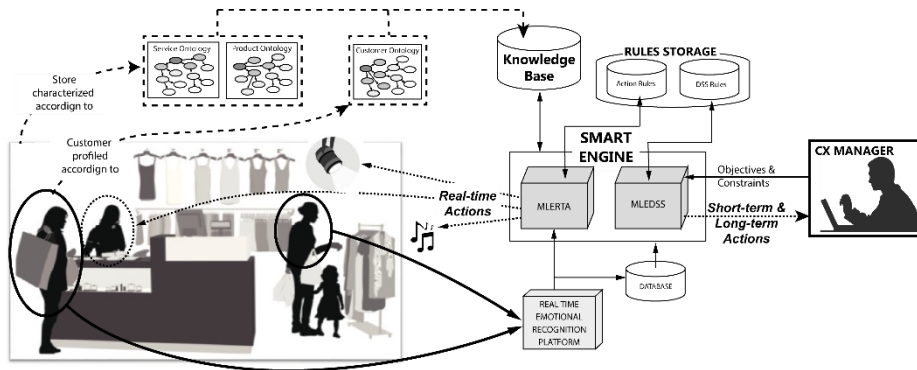 Service Ontology
Product Ontology
Customer Ontology
Store
characterized
accordign to
Customer
profiled
accordign to
Knowledge
Base
RULES STORAGE
Action Rules
DSS Rules
SMART
ENGINE
MLERTA
MLEDSS
CX MANAGER
Objectives &
Constraints
Short-term &
Long-term
Actions
Real-time
Actions
DATABASE
REAL TIME
EMOTIONAL
RECOGNITION
PLATFORM